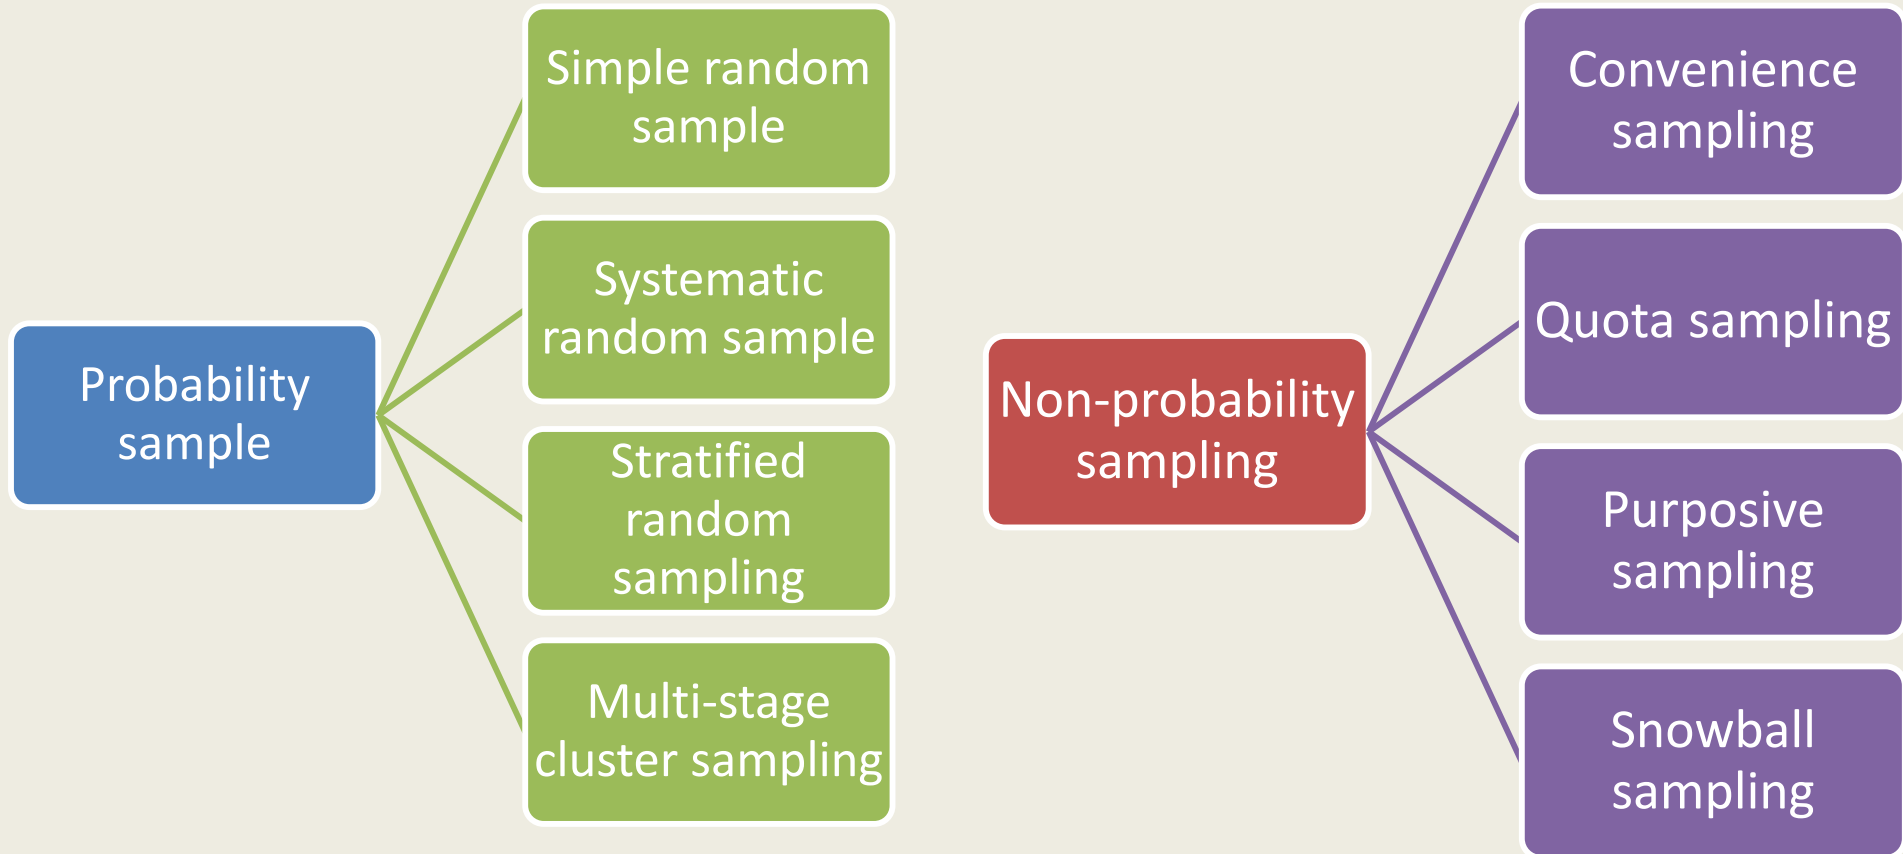 Probability
sample
Simple random
sample
Systematic
random sample
Stratified
random
sampling
Multi-stage
cluster sampling
Non-probability
sampling
Convenience
sampling
Quota sampling
Purposive
sampling
Snowball
sampling